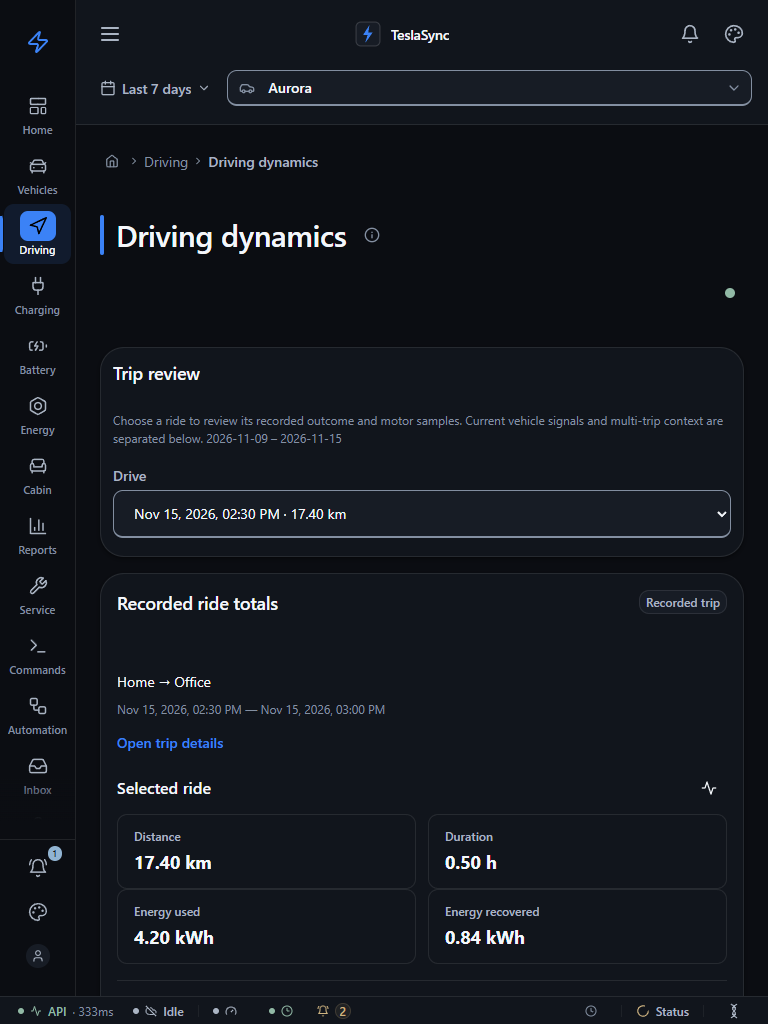 TeslaSync
Last 7 days
Aurora
Home
Vehicles
Driving
Charging
Battery
Energy
Cabin
Reports
Service
Commands
Automation
Inbox
1
Driving
Driving dynamics
Driving dynamics
Trip review
Choose a ride to review its recorded outcome and motor samples. Current vehicle signals and multi-trip context are
separated below. 2026-11-09 – 2026-11-15
Drive
Nov 15, 2026, 02:30 PM · 17.40 km
Recorded ride totals
Recorded trip
Home → Office
Nov 15, 2026, 02:30 PM — Nov 15, 2026, 03:00 PM
Open trip details
Selected ride
Distance
17.40 km
Duration
0.50 h
Energy used
4.20 kWh
Energy recovered
0.84 kWh
API · 333ms
Idle
2
Status